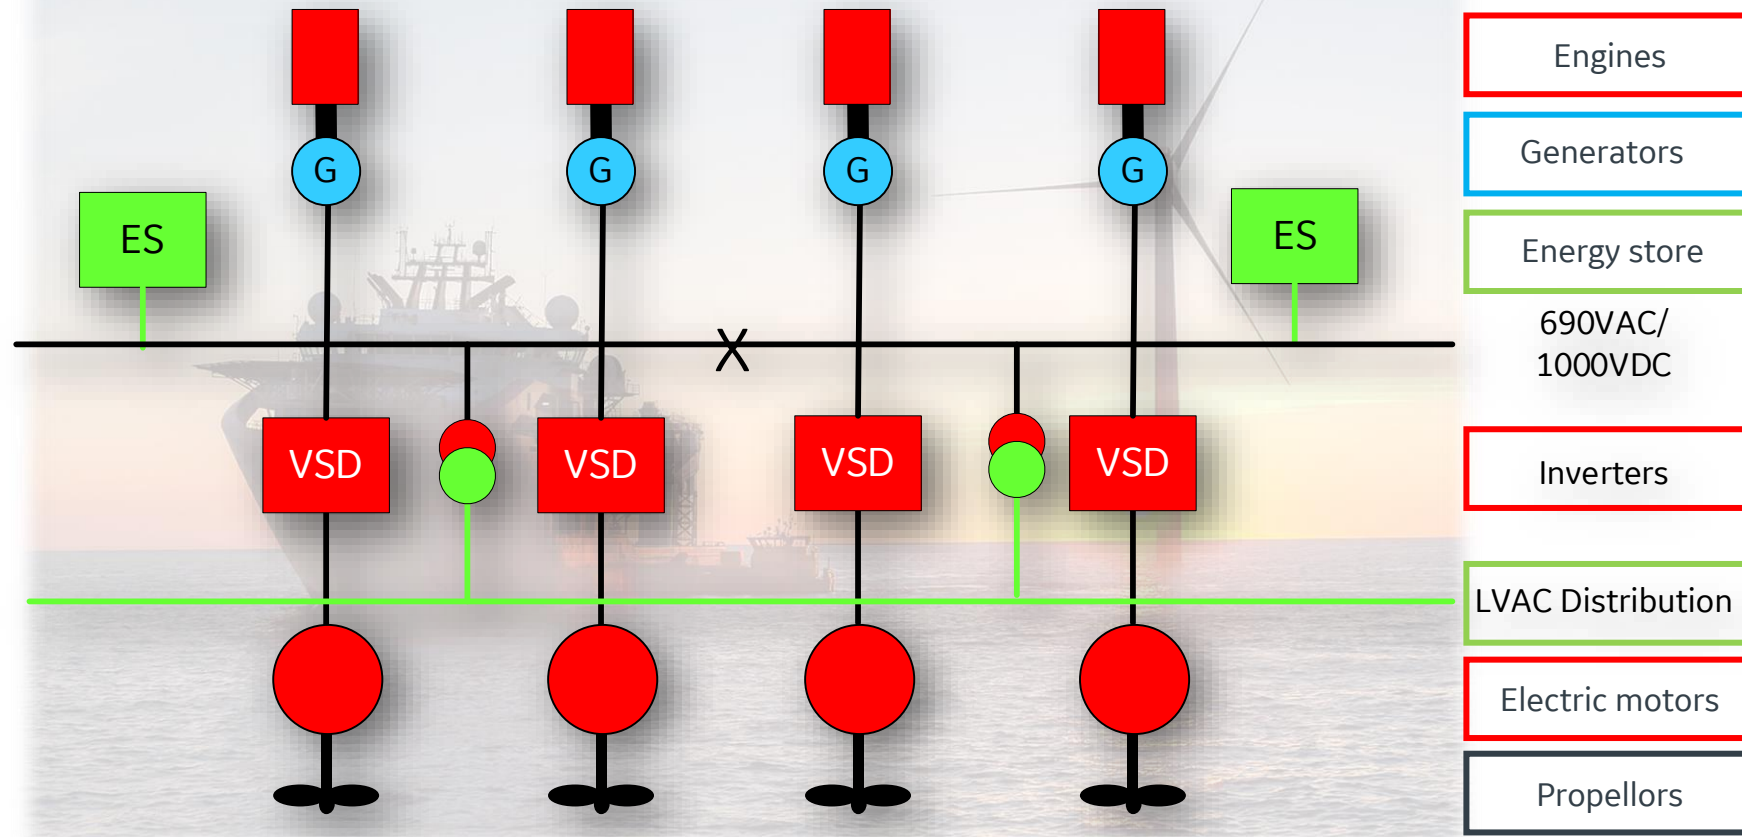 Engines
G
G
G
G
Generators
ES
ES
Energy store
690VAC/
1000VDC
X
VSD
VSD
VSD
VSD
Inverters
LVAC Distribution
Electric motors
Propellors